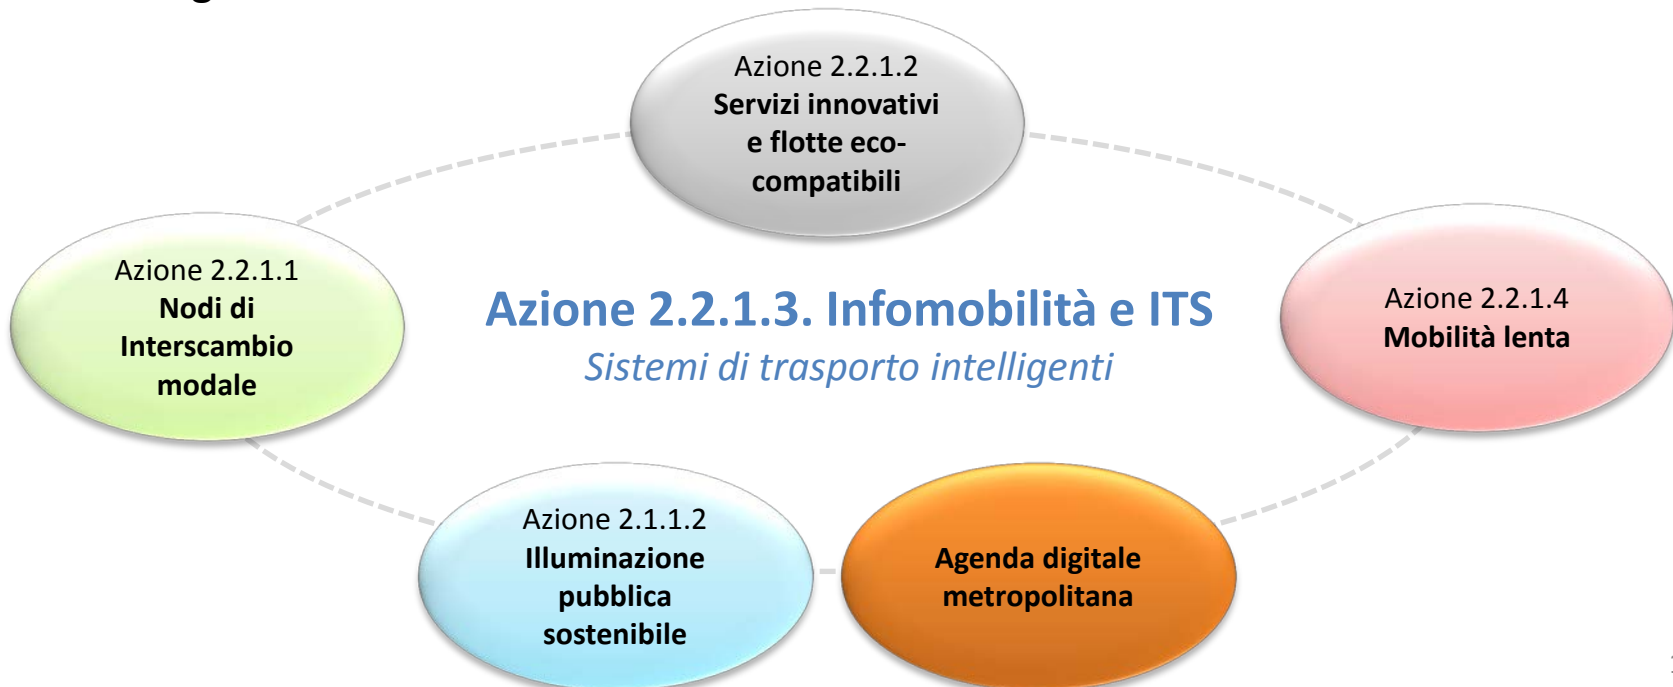 Azione 2.2.1.2
Servizi innovativi
e flotte eco-
compatibili
Azione 2.2.1.1
Nodi di
Interscambio
modale
Azione 2.2.1.3. Infomobilità e ITS
Sistemi di trasporto intelligenti
Azione 2.2.1.4
Mobilità lenta
Azione 2.1.1.2
Illuminazione
pubblica
sostenibile
Agenda digitale
metropolitana